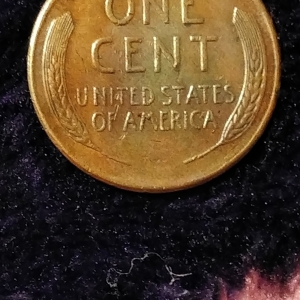 ONE
CENT
UNITED STATES
OF AMERICA